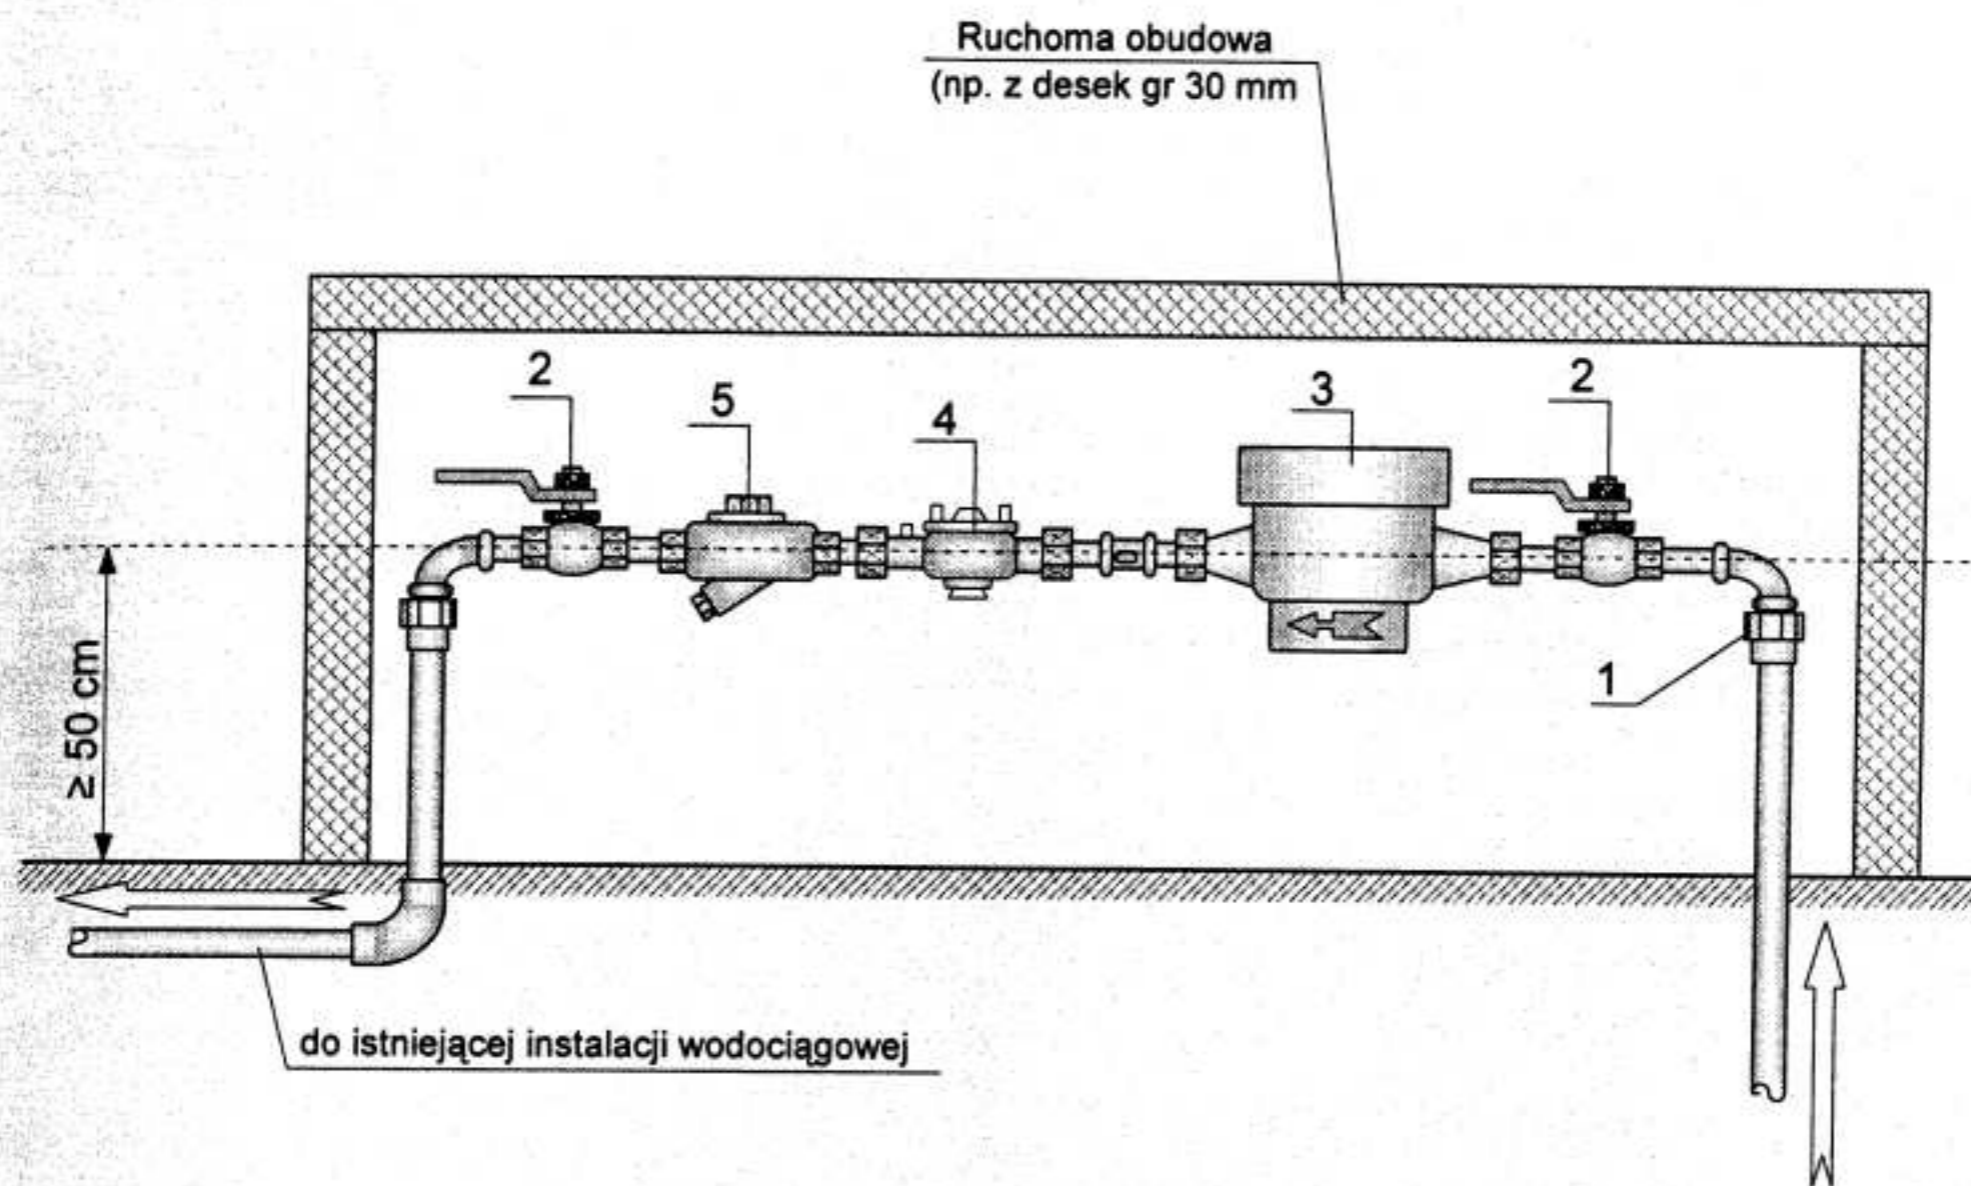 Ruchoma obudowa
(np. z desek gr 30 mm
2
5
4
3
2
1
≥ 50 cm
do istniejącej instalacji wodociągowej